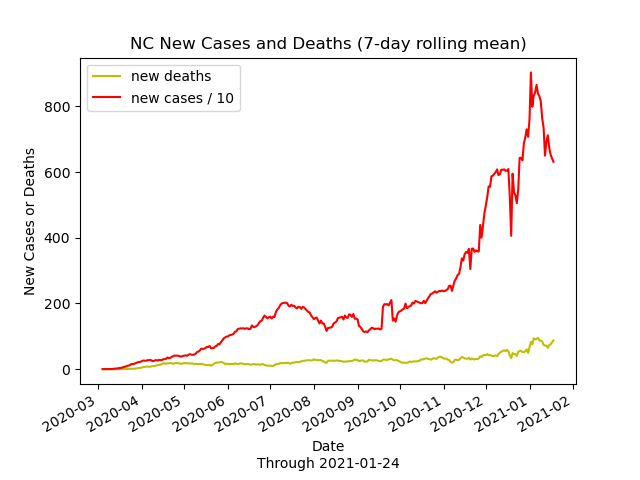 NC New Cases and Deaths (7-day rolling mean)
new deaths
new cases / 10
New Cases or Deaths
800
600
400
200
0
2020-03
2020-04
2020-05
2020-06
2020-07
2020-08
2020-09
2020-10
2020-11
2020-12
2021-01
2021-02
Date
Through 2021-01-24